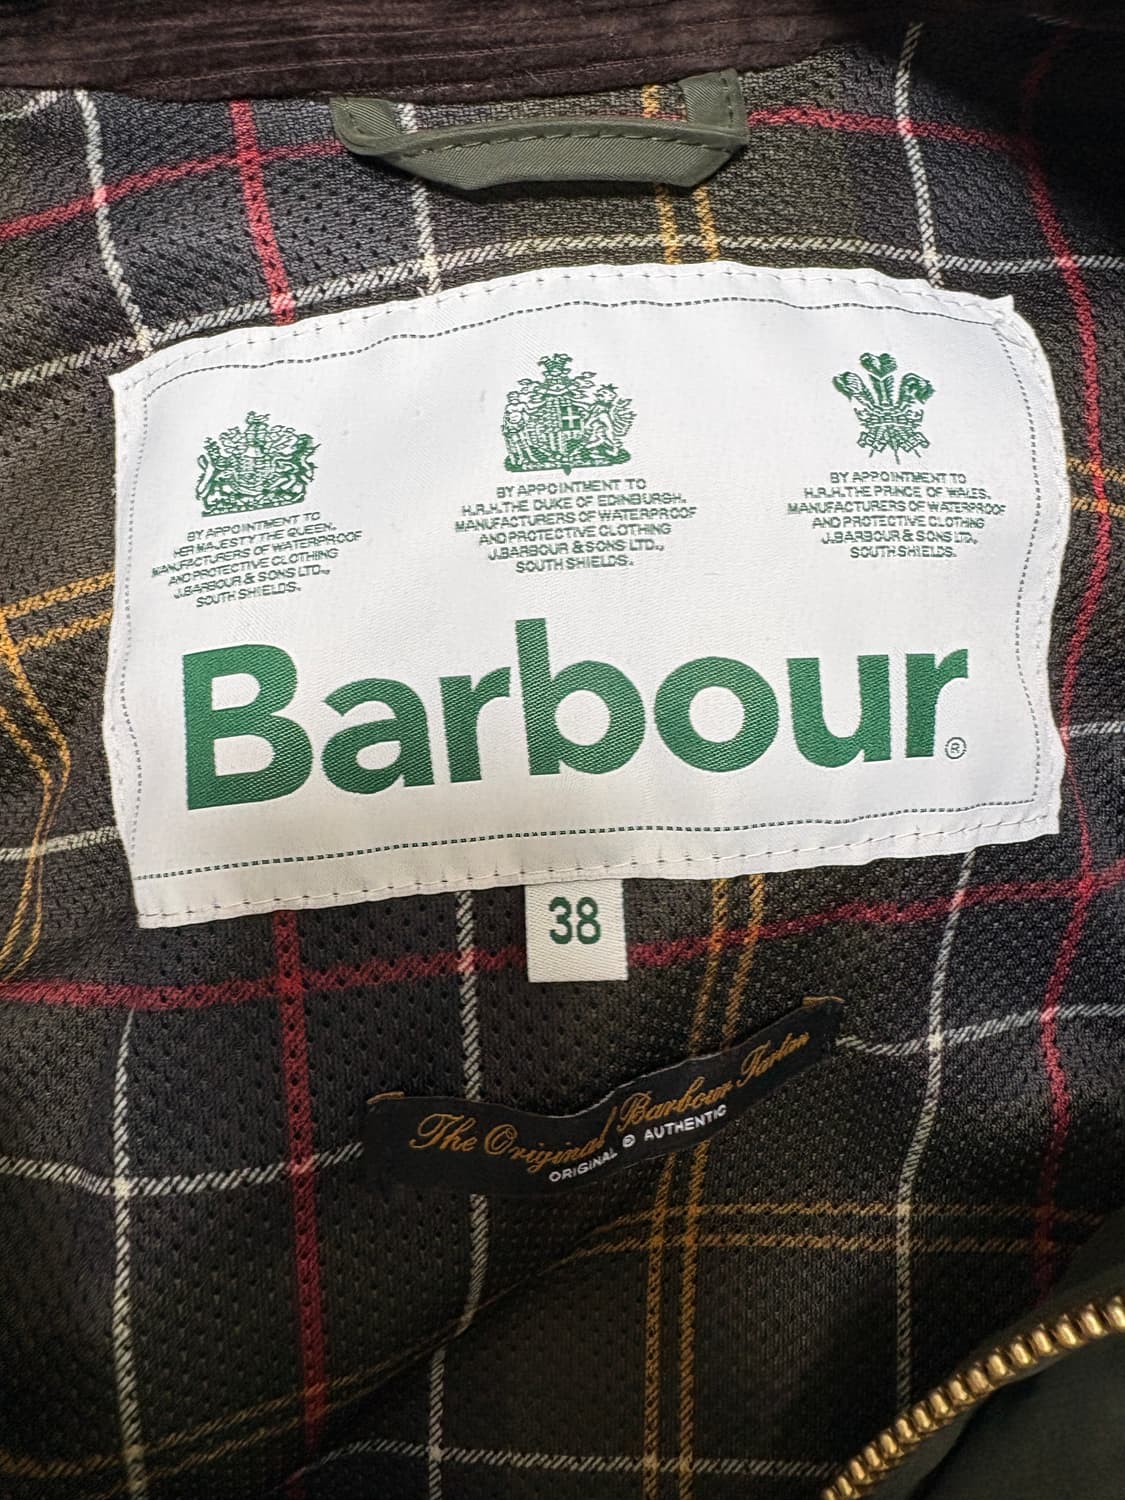 BY APPOINTMENT TO
HER MAJESTY THE QUEEN.
MANUFACTURERS OF WATERPROOF
AND PROTECTIVE CLOTHING
J.BARBOUR & SONS LTD.,
SOUTH SHIELDS.
BY APPOINTMENT TO
H.R.H.THE DUKE OF EDINBURGH.
MANUFACTURERS OF WATERPROOF
AND PROTECTIVE CLOTHING
J.BARBOUR & SONS LTD.,
SOUTH SHIELDS.
BY APPOINTMENT TO
H.R.H.THE PRINCE OF WALES.
MANUFACTURERS OF WATERPROOF
AND PROTECTIVE CLOTHING
J.BARBOUR & SONS LTD.,
SOUTH SHIELDS.
Barbour®
38
The Original Barbour Tartan
ORIGINAL ® AUTHENTIC